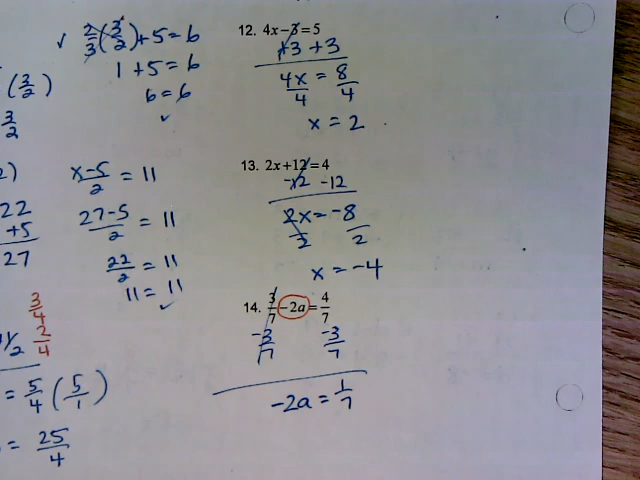 ✓ 2/3 (3/2) + 5 = 6
1 + 5 = 6
6 = 6
✓
(3/2)
3/2
12. 4x − 3 = 5
+3 +3
4x/4 = 8/4
x = 2
2)
22
+5
27
x−5/2 = 11
27−5/2 = 11
22/2 = 11
11 = 11
✓
13. 2x + 12 = 4
−12 −12
2x/2 = −8/2
x = −4
3/4
1/2 2/4
= 5/4 (5/1)
= 25/4
14. 3/7 − 2a = 4/7
−3/7 −3/7
−2a = 1/7